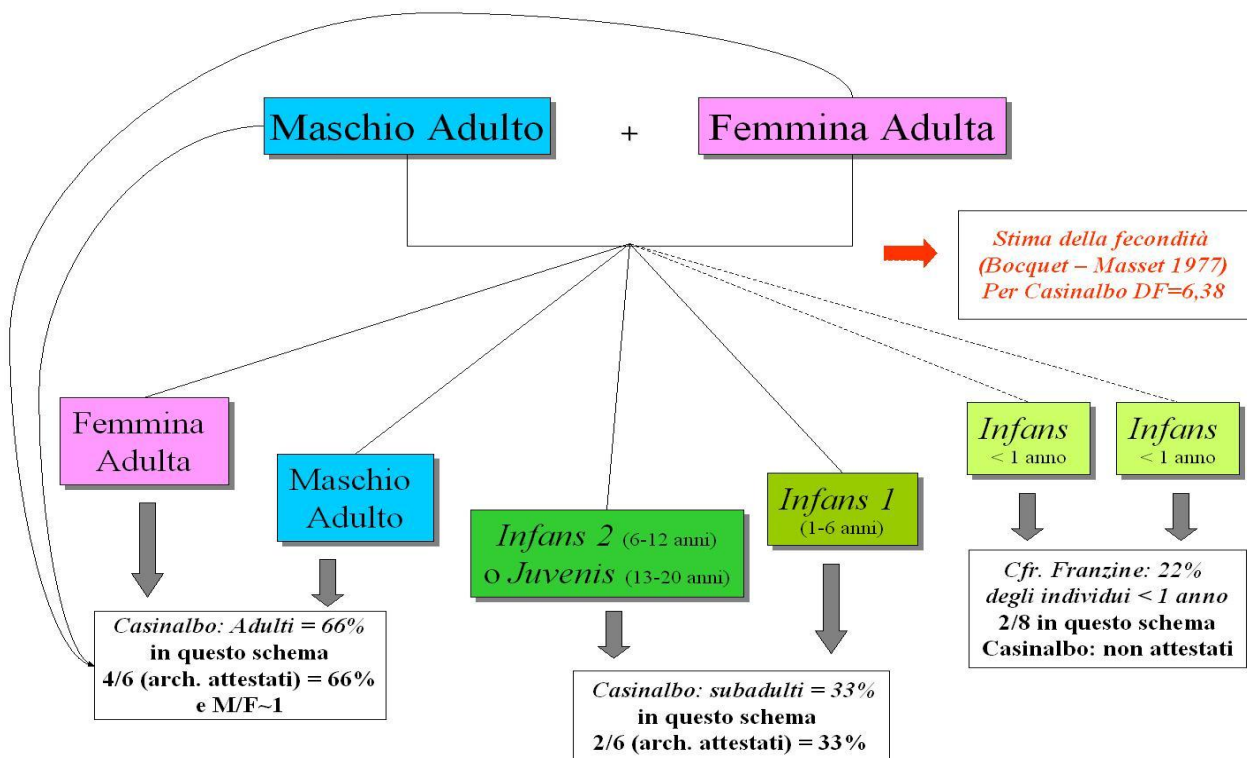 Maschio Adulto
+
Femmina Adulta
Stima della fecondità
(Bocquet – Masset 1977)
Per Casinalbo DF=6,38
Femmina
Adulta
Maschio
Adulto
Infans 2 (6-12 anni)
o Juvenis (13-20 anni)
Infans 1
(1-6 anni)
Infans
< 1 anno
Infans
< 1 anno
Casinalbo: Adulti = 66%
in questo schema
4/6 (arch. attestati) = 66%
e M/F~1
Casinalbo: subadulti = 33%
in questo schema
2/6 (arch. attestati) = 33%
Cfr. Franzine: 22%
degli individui < 1 anno
2/8 in questo schema
Casinalbo: non attestati